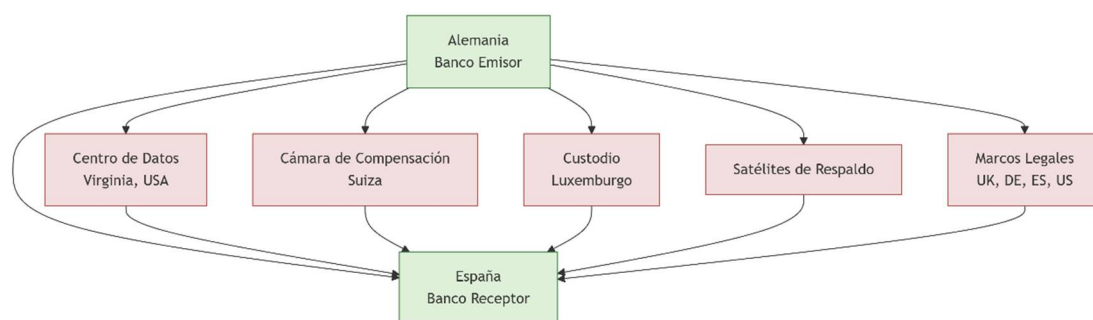 Alemania
Banco Emisor
Centro de Datos
Virginia, USA
Cámara de Compensación
Suiza
Custodio
Luxemburgo
Satélites de Respaldo
Marcos Legales
UK, DE, ES, US
España
Banco Receptor